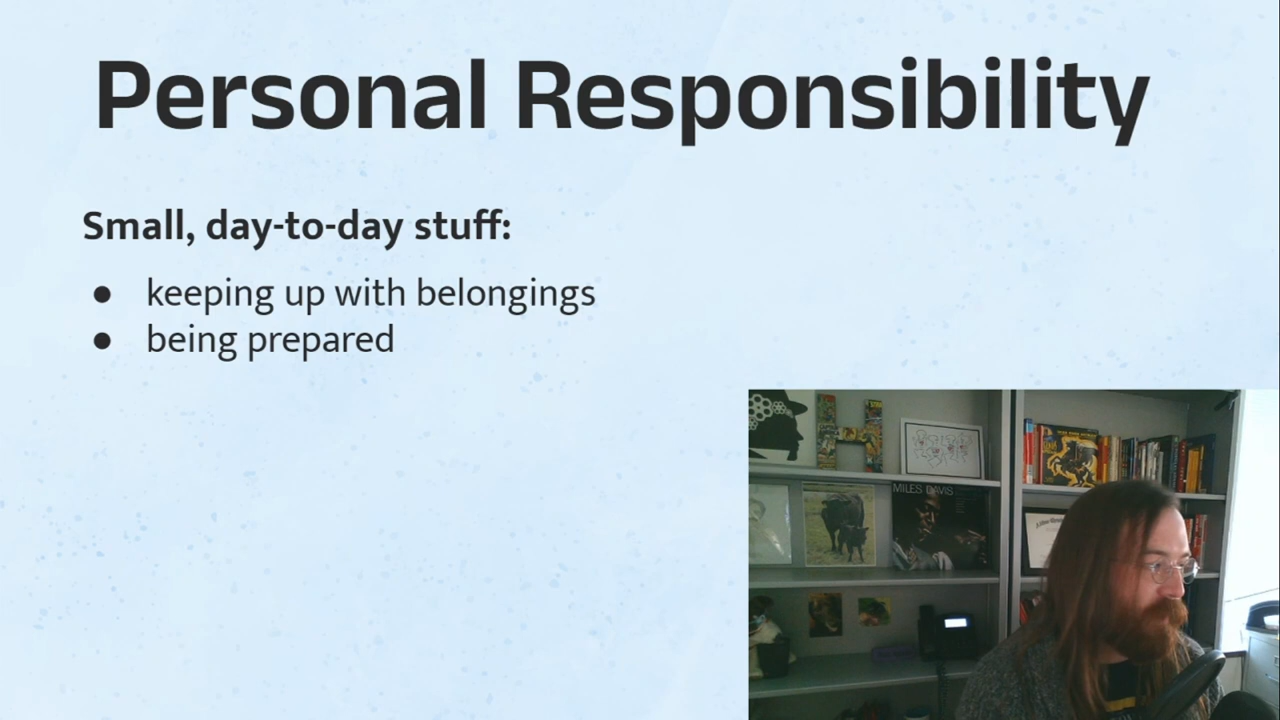 Personal Responsibility
Small, day-to-day stuff:
● keeping up with belongings
● being prepared
MILES DAVIS